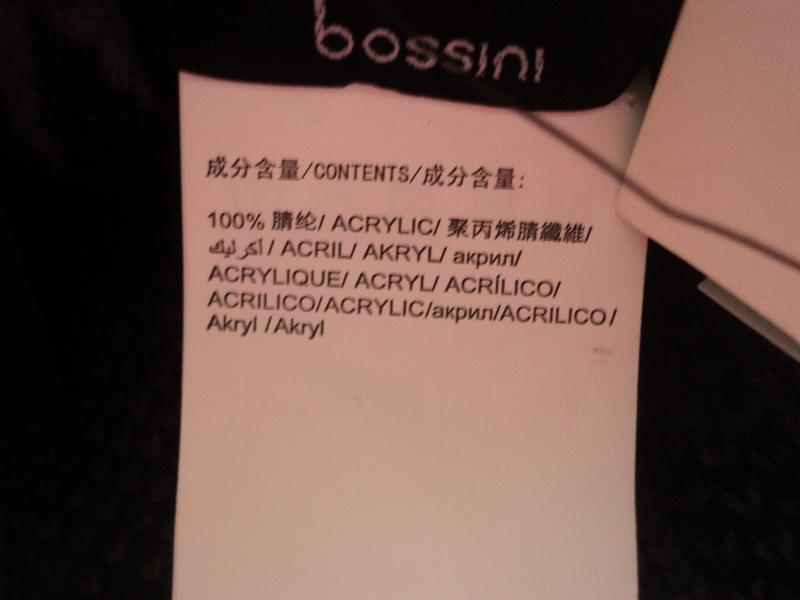 bossini
成分含量/CONTENTS/成分含量:
100% 腈纶/ ACRYLIC/ 聚丙烯腈纖維/
أكرليك / ACRIL/ AKRYL/ акрил/
ACRYLIQUE/ ACRYL/ ACRÍLICO/
ACRILICO/ACRYLIC/акрил/ACRILICO/
Akryl /Akryl